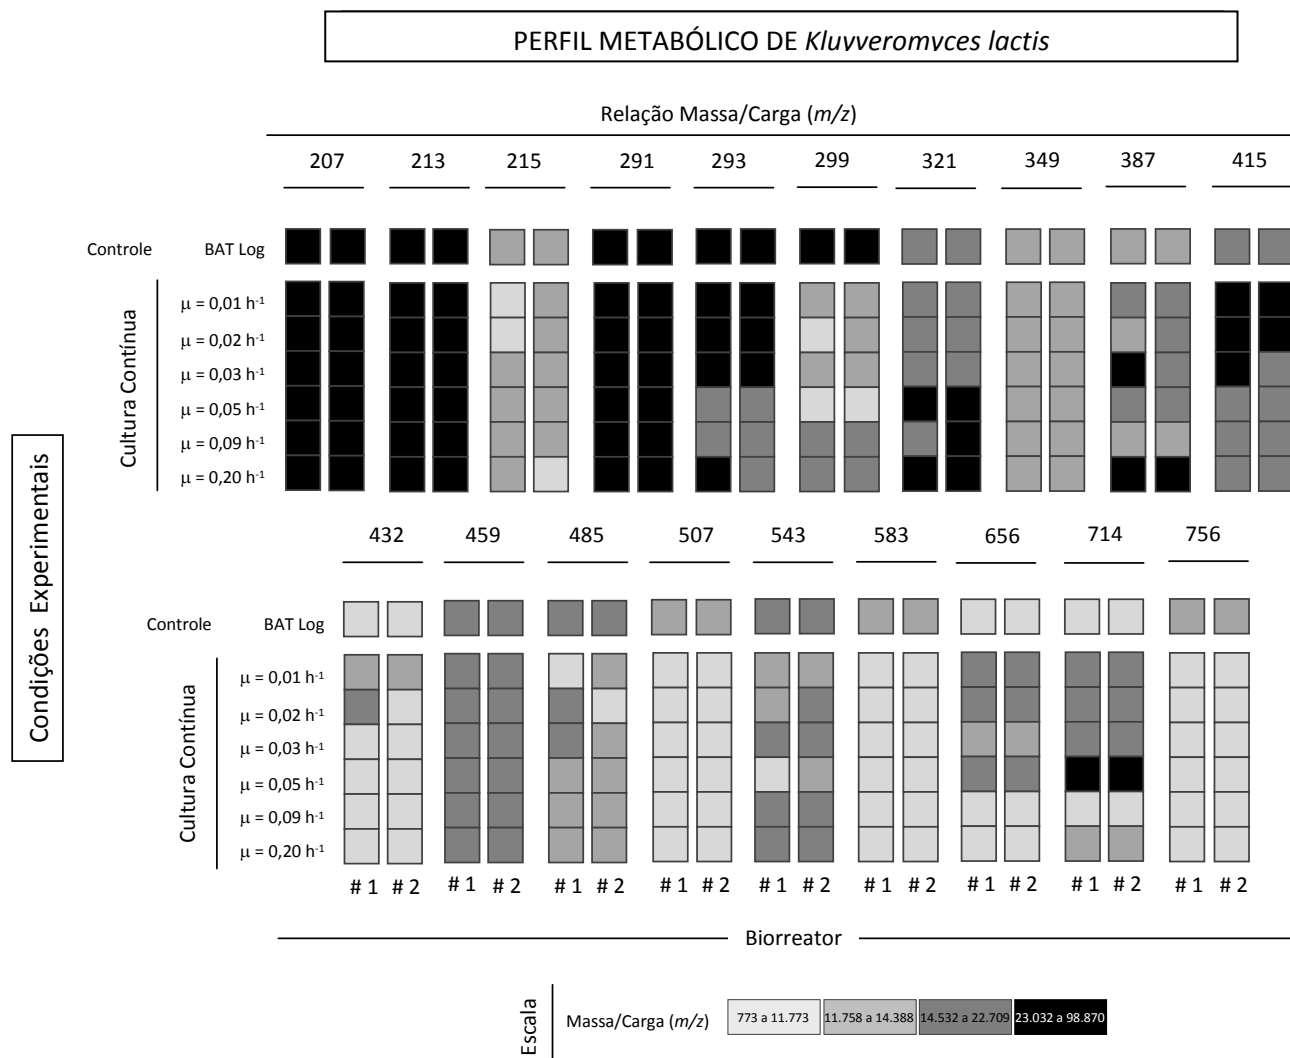 PERFIL METABÓLICO DE Kluyveromyces lactis
Relação Massa/Carga (m/z)
207 213 215 291 293 299 321 349 387 415
Controle BAT Log
Cultura Contínua
μ = 0,01 h-1
μ = 0,02 h-1
μ = 0,03 h-1
μ = 0,05 h-1
μ = 0,09 h-1
μ = 0,20 h-1
Condições Experimentais
432 459 485 507 543 583 656 714 756
Controle BAT Log
Cultura Contínua
μ = 0,01 h-1
μ = 0,02 h-1
μ = 0,03 h-1
μ = 0,05 h-1
μ = 0,09 h-1
μ = 0,20 h-1
# 1 # 2 # 1 # 2 # 1 # 2 # 1 # 2 # 1 # 2 # 1 # 2 # 1 # 2 # 1 # 2 # 1 # 2
Biorreator
Escala
Massa/Carga (m/z) 773 a 11.773 11.758 a 14.388 14.532 a 22.709 23.032 a 98.870